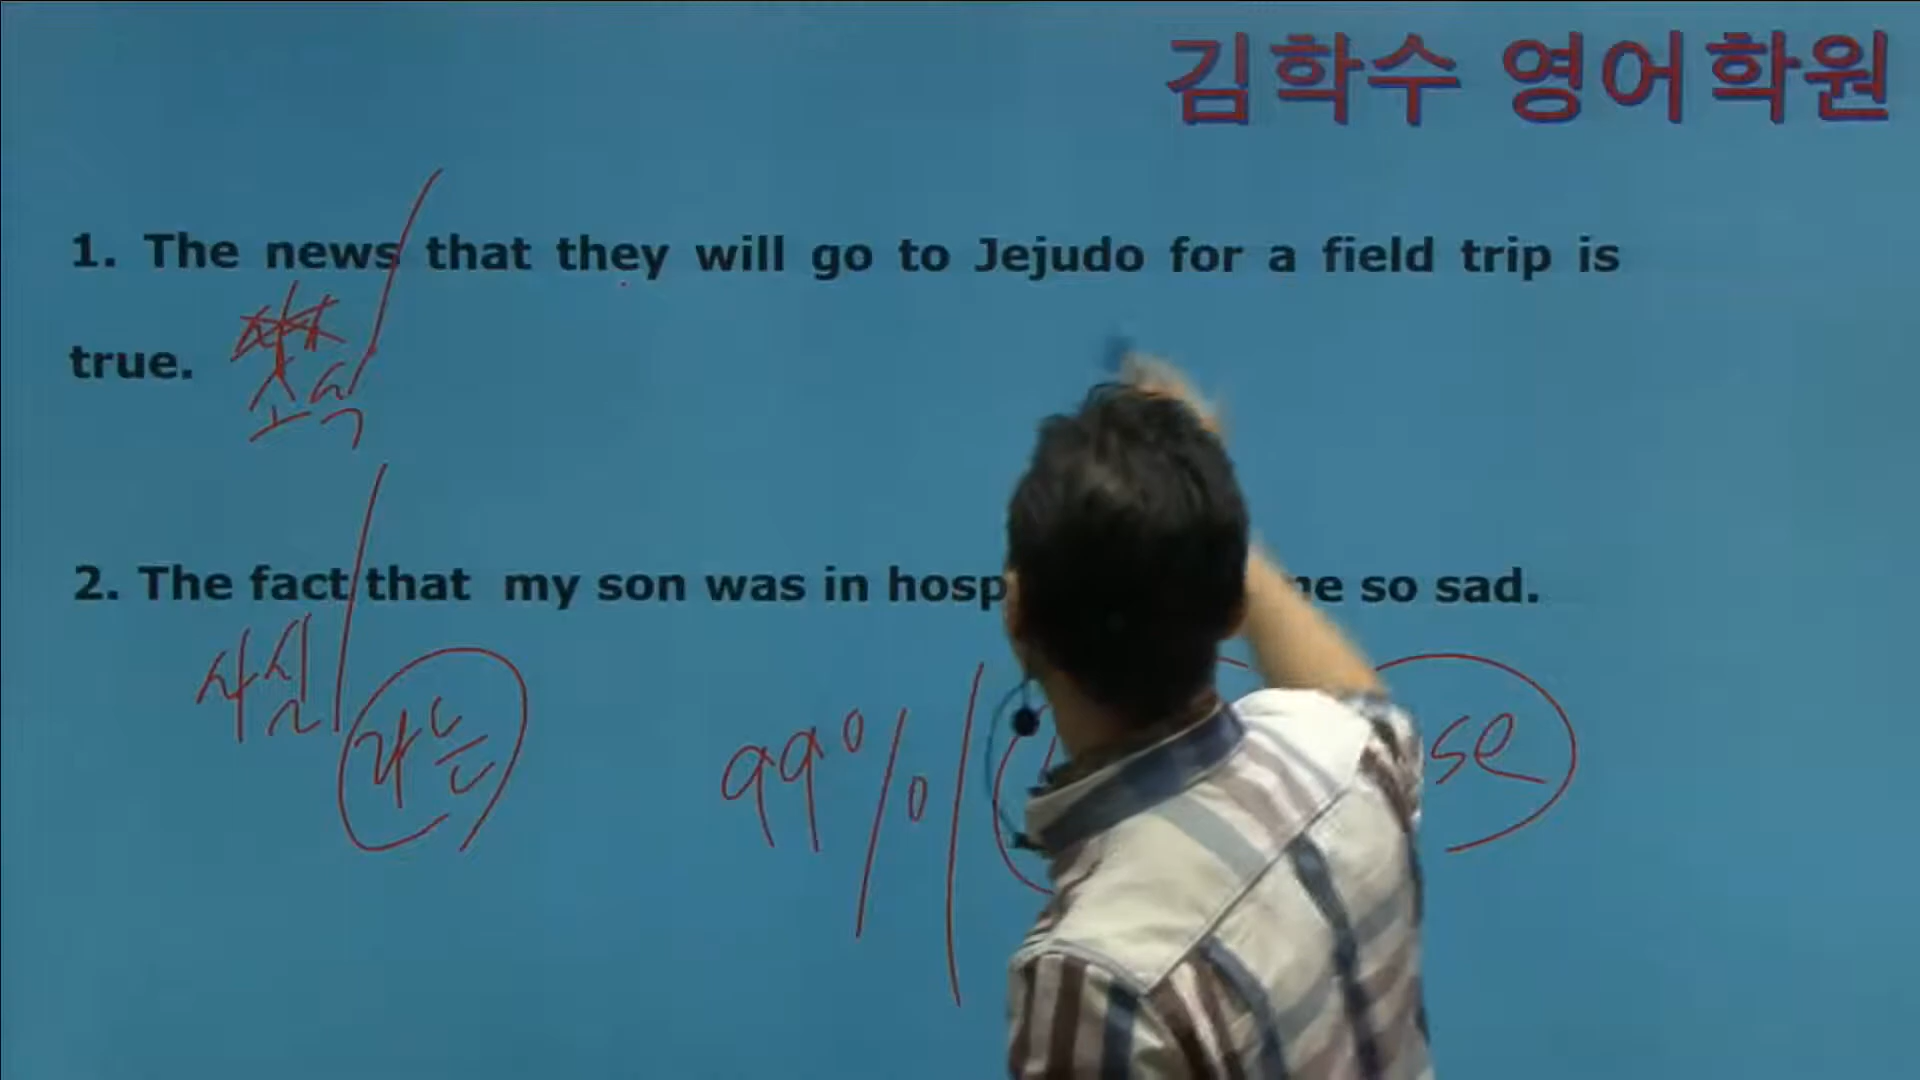 김학수 영어학원
1. The news that they will go to Jejudo for a field trip is
true.
소식
2. The fact that my son was in hosp so sad.
사실
라는
99%
se